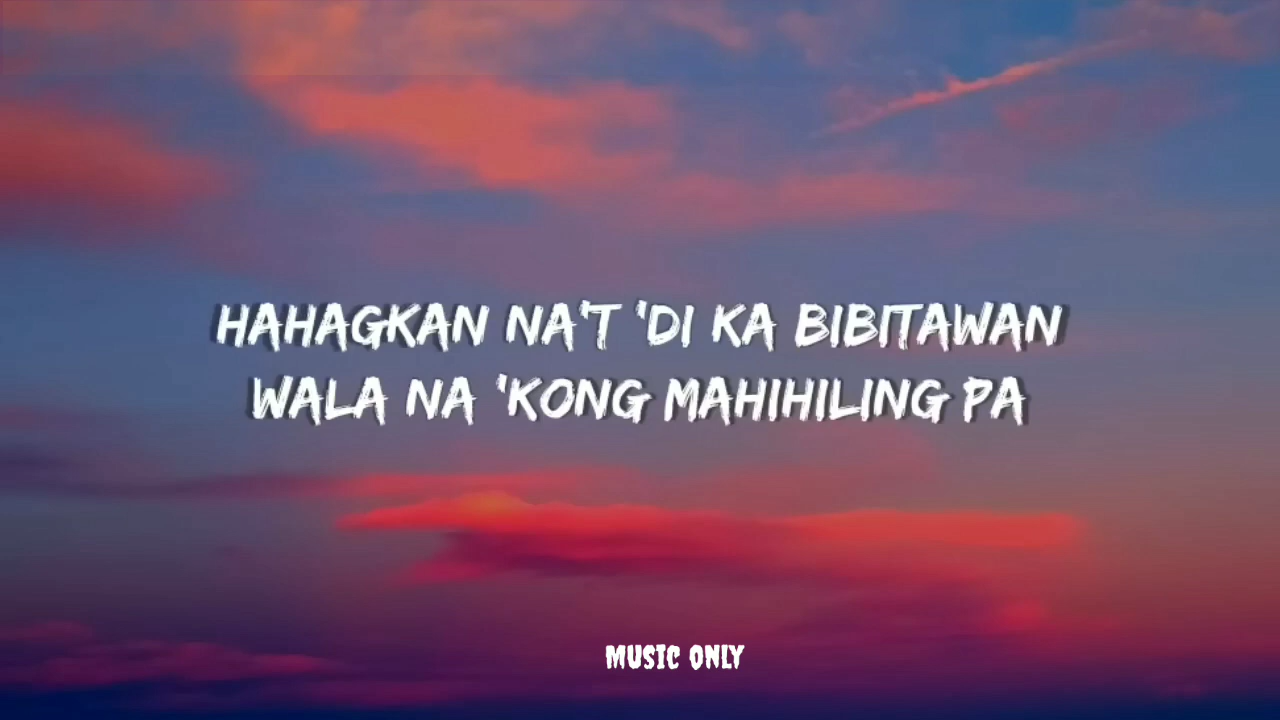 HAHAGKAN NA'T 'DI KA BIBITAWAN
WALA NA 'KONG MAHIHILING PA
MUSIC ONLY